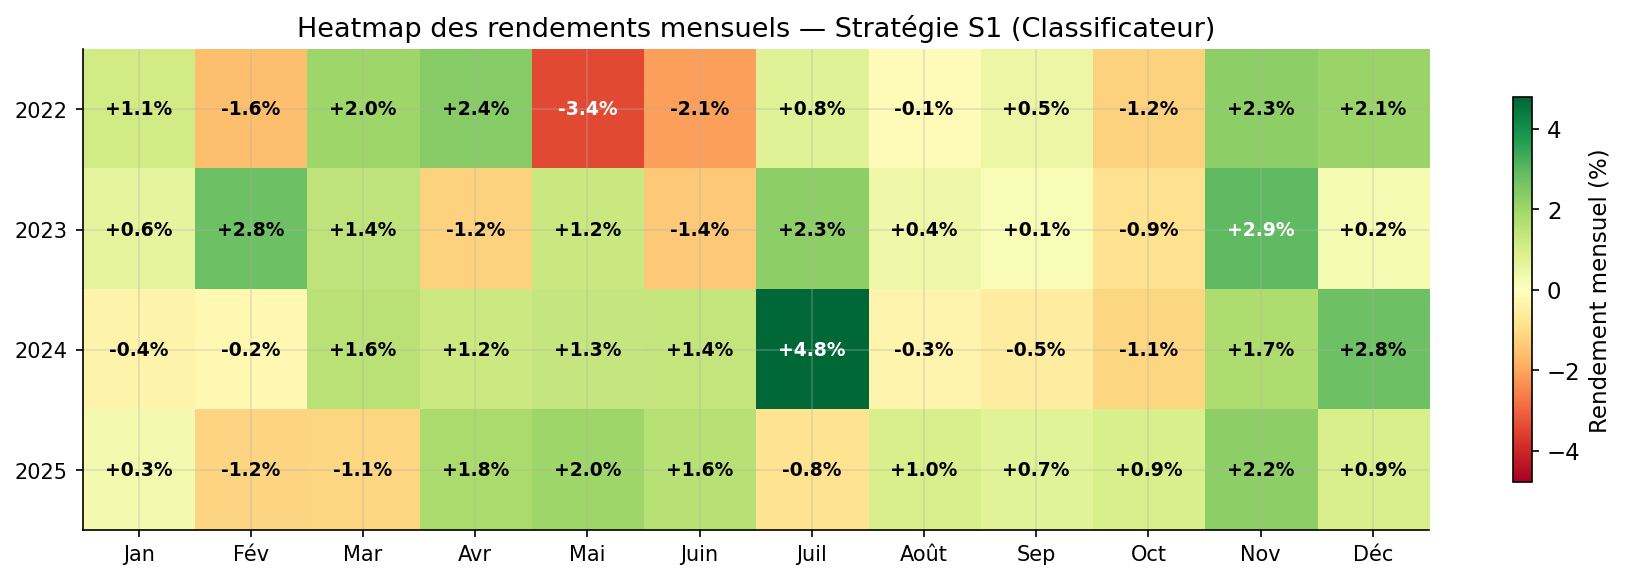 Heatmap des rendements mensuels — Stratégie S1 (Classificateur)
2022 +1.1% -1.6% +2.0% +2.4% -3.4% -2.1% +0.8% -0.1% +0.5% -1.2% +2.3% +2.1%
2023 +0.6% +2.8% +1.4% -1.2% +1.2% -1.4% +2.3% +0.4% +0.1% -0.9% +2.9% +0.2%
2024 -0.4% -0.2% +1.6% +1.2% +1.3% +1.4% +4.8% -0.3% -0.5% -1.1% +1.7% +2.8%
2025 +0.3% -1.2% -1.1% +1.8% +2.0% +1.6% -0.8% +1.0% +0.7% +0.9% +2.2% +0.9%
Jan Fév Mar Avr Mai Juin Juil Août Sep Oct Nov Déc
4
2
0
−2
−4
Rendement mensuel (%)